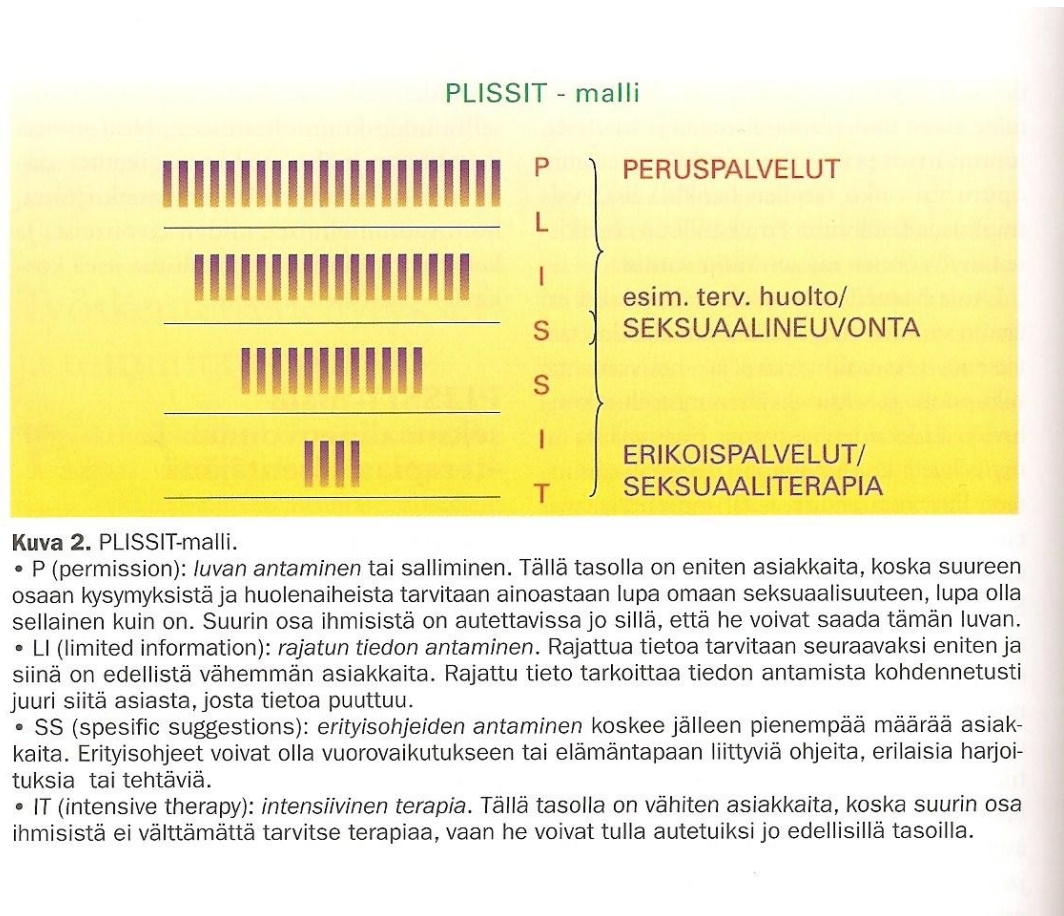 PLISSIT - malli
P
PERUSPALVELUT
L
I
esim. terv. huolto/
S
SEKSUAALINEUVONTA
S
I
ERIKOISPALVELUT/
T
SEKSUAALITERAPIA
Kuva 2. PLISSIT-malli.
• P (permission): luvan antaminen tai salliminen. Tällä tasolla on eniten asiakkaita, koska suureen
osaan kysymyksistä ja huolenaiheista tarvitaan ainoastaan lupa omaan seksuaalisuuteen, lupa olla
sellainen kuin on. Suurin osa ihmisistä on autettavissa jo sillä, että he voivat saada tämän luvan.
• LI (limited information): rajatun tiedon antaminen. Rajattua tietoa tarvitaan seuraavaksi eniten ja
siinä on edellistä vähemmän asiakkaita. Rajattu tieto tarkoittaa tiedon antamista kohdennetusti
juuri siitä asiasta, josta tietoa puuttuu.
• SS (spesific suggestions): erityisohjeiden antaminen koskee jälleen pienempää määrää asiak-
kaita. Erityisohjeet voivat olla vuorovaikutukseen tai elämäntapaan liittyviä ohjeita, erilaisia harjoi-
tuksia tai tehtäviä.
• IT (intensive therapy): intensiivinen terapia. Tällä tasolla on vähiten asiakkaita, koska suurin osa
ihmisistä ei välttämättä tarvitse terapiaa, vaan he voivat tulla autetuiksi jo edellisillä tasoilla.